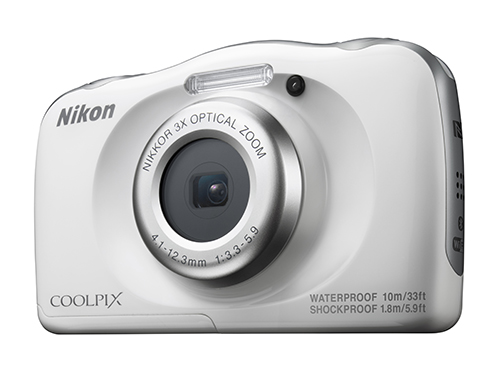 Nikon
NIKKOR 3X OPTICAL ZOOM
4.1-12.3mm 1:3.3-5.9
COOLPIX
WATERPROOF 10m/33ft
SHOCKPROOF 1.8m/5.9ft